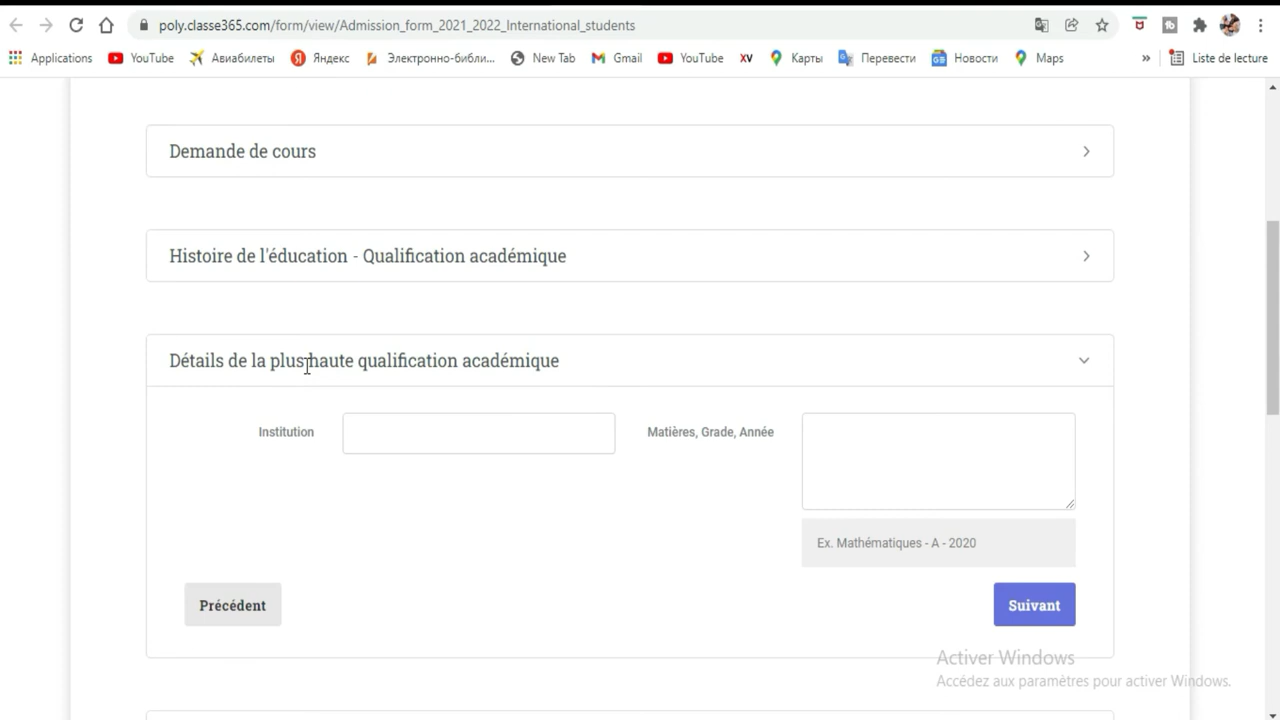 poly.classe365.com/form/view/Admission_form_2021_2022_International_students
Applications YouTube Авиабилеты Яндекс Электронно-библи... New Tab Gmail YouTube XV Карты Перевести Новости Maps » Liste de lecture
Demande de cours
Histoire de l'éducation - Qualification académique
Détails de la plus haute qualification académique
Institution
Matières, Grade, Année
Ex. Mathématiques - A - 2020
Précédent
Suivant
Activer Windows
Accédez aux paramètres pour activer Windows.